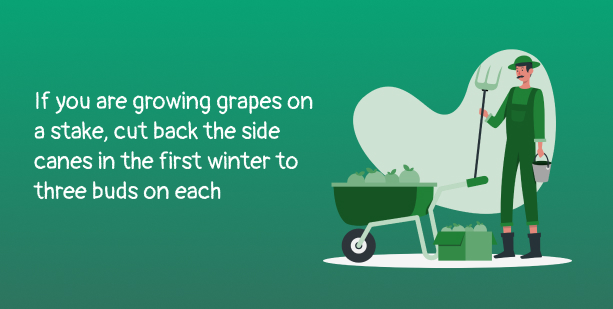 If you are growing grapes on
a stake, cut back the side
canes in the first winter to
three buds on each